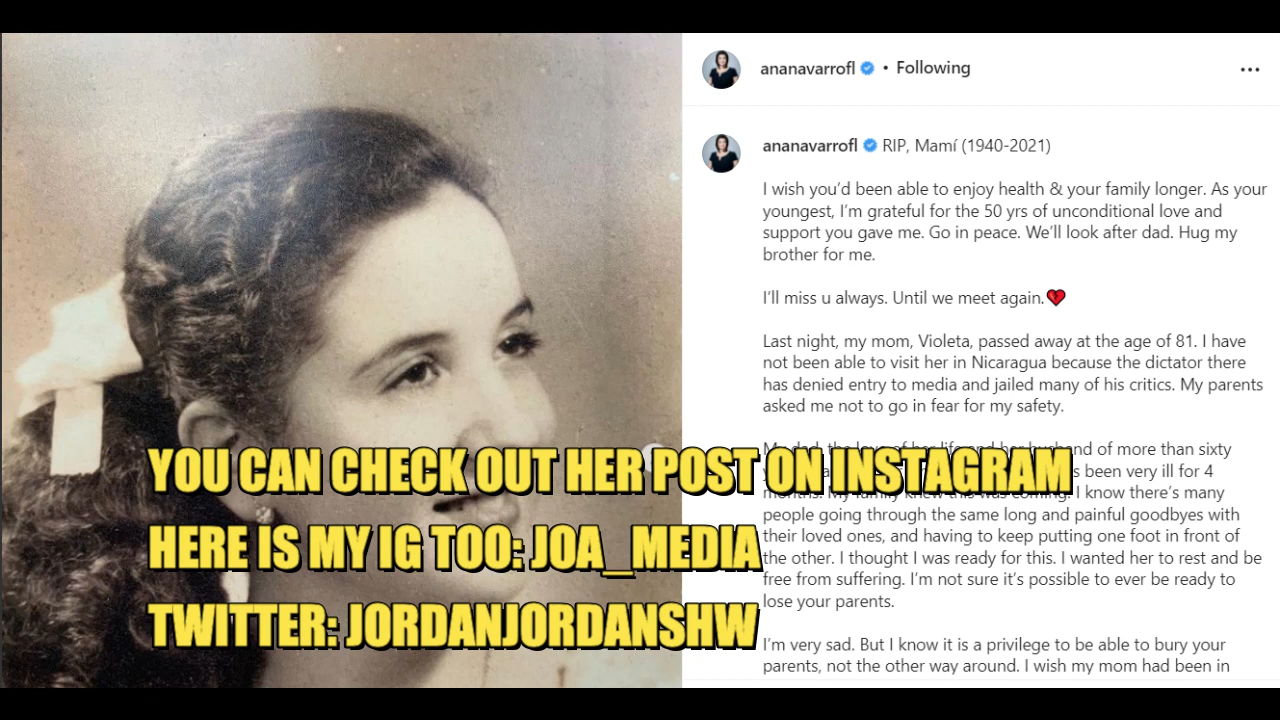 ananavarrofl • Following
ananavarrofl RIP, Mamí (1940-2021)
I wish you'd been able to enjoy health & your family longer. As your
youngest, I'm grateful for the 50 yrs of unconditional love and
support you gave me. Go in peace. We'll look after dad. Hug my
brother for me.
I'll miss u always. Until we meet again.💔
Last night, my mom, Violeta, passed away at the age of 81. I have
not been able to visit her in Nicaragua because the dictator there
has denied entry to media and jailed many of his critics. My parents
asked me not to go in fear for my safety.
My dad, the love of her life and her husband of more than sixty
been very ill for 4
months. My family knew this was coming. I know there's many
people going through the same long and painful goodbyes with
their loved ones, and having to keep putting one foot in front of
the other. I thought I was ready for this. I wanted her to rest and be
free from suffering. I'm not sure it's possible to ever be ready to
lose your parents.
I'm very sad. But I know it is a privilege to be able to bury your
parents, not the other way around. I wish my mom had been in
YOU CAN CHECK OUT HER POST ON INSTAGRAM
HERE IS MY IG TOO: JOA_MEDIA
TWITTER: JORDANJORDANSHW